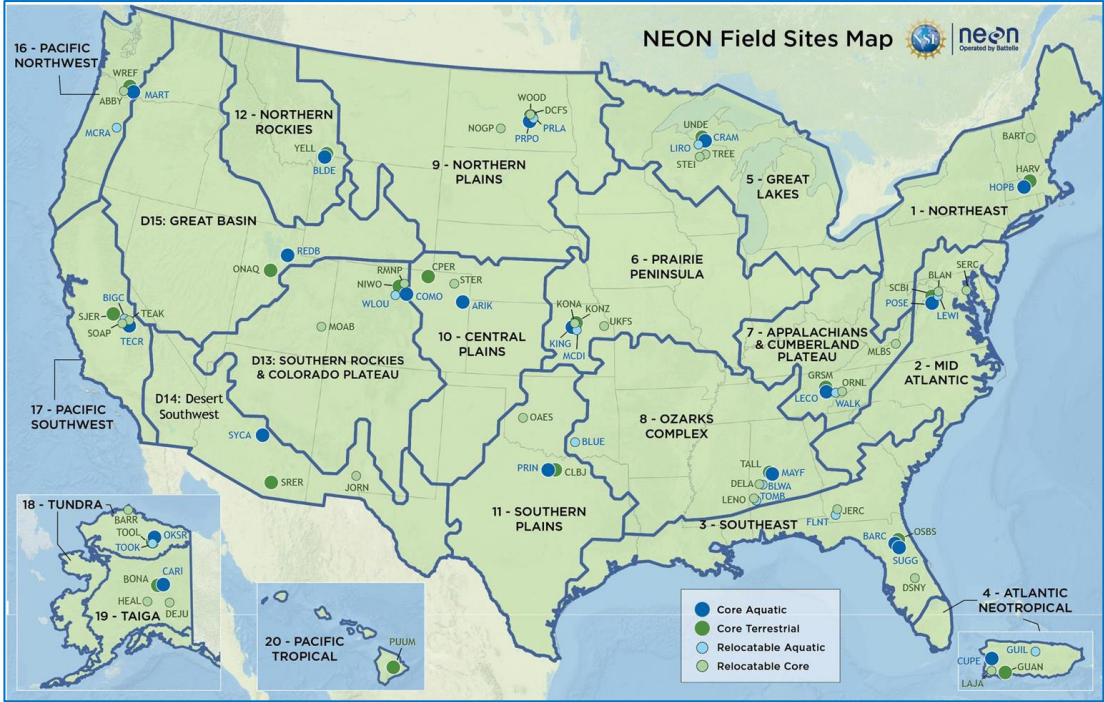 NEON Field Sites Map
NSF
neon
Operated by Battelle
16 - PACIFIC
NORTHWEST
WREF
ABBY
MART
MCRA
12 - NORTHERN
ROCKIES
YELL
BLDE
NOGP
WOOD
DCFS
PRPO
PRLA
9 - NORTHERN
PLAINS
UNDE
CRAM
LIRO
STEI
TREE
5 - GREAT
LAKES
BART
HARV
HOPB
1 - NORTHEAST
D15: GREAT BASIN
REDB
ONAQ
RMNP
NIWO
WLOU
COMO
CPER
STER
ARIK
10 - CENTRAL
PLAINS
6 - PRAIRIE
PENINSULA
KONA
KONZ
UKFS
KING
MCDI
SERC
BLAN
SCBI
POSE
LEWI
2 - MID
ATLANTIC
7 - APPALACHIANS
& CUMBERLAND
PLATEAU
MLBS
GRSM
ORNL
LECO
WALK
BIGC
SJER
TEAK
SOAP
TECR
17 - PACIFIC
SOUTHWEST
MOAB
D13: SOUTHERN ROCKIES
& COLORADO PLATEAU
D14: Desert
Southwest
SYCA
SRER
JORN
OAES
BLUE
PRIN
CLBJ
11 - SOUTHERN
PLAINS
8 - OZARKS
COMPLEX
TALL
MAYF
DELA
BLWA
LENO
TOMB
3 - SOUTHEAST
JERC
FLNT
BARC
OSBS
SUGG
DSNY
4 - ATLANTIC
NEOTROPICAL
GUIL
CUPE
GUAN
LAJA
18 - TUNDRA
BARR
TOOL
OKSR
TOOK
BONA
CARI
HEAL
DEJU
19 - TAIGA
20 - PACIFIC
TROPICAL
PUUM
Core Aquatic
Core Terrestrial
Relocatable Aquatic
Relocatable Core